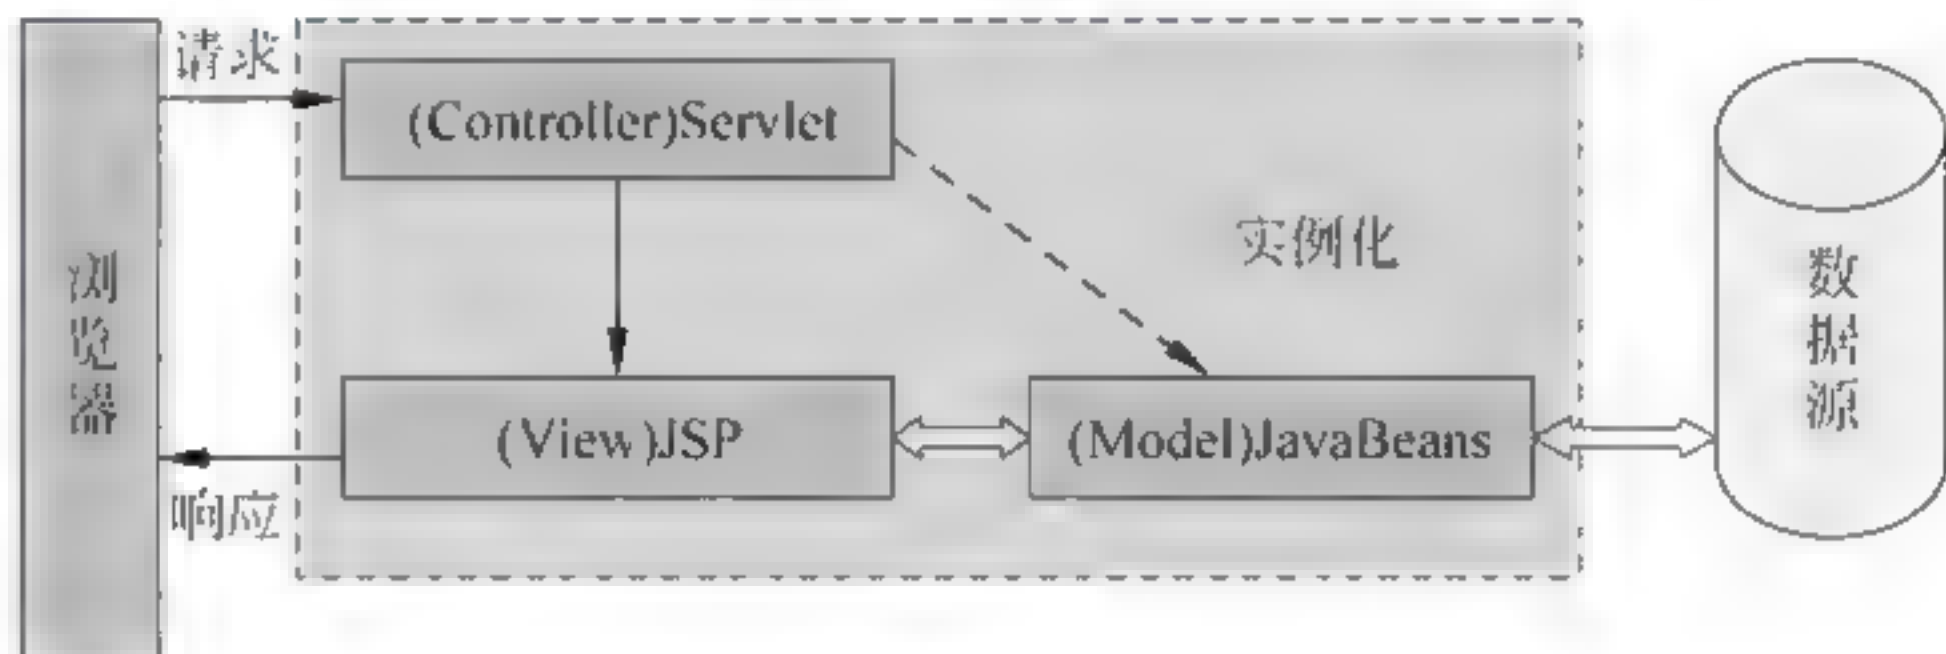 请求
(Controller)Servlet
实例化
浏览器
数据源
(View)JSP
(Model)JavaBeans
响应